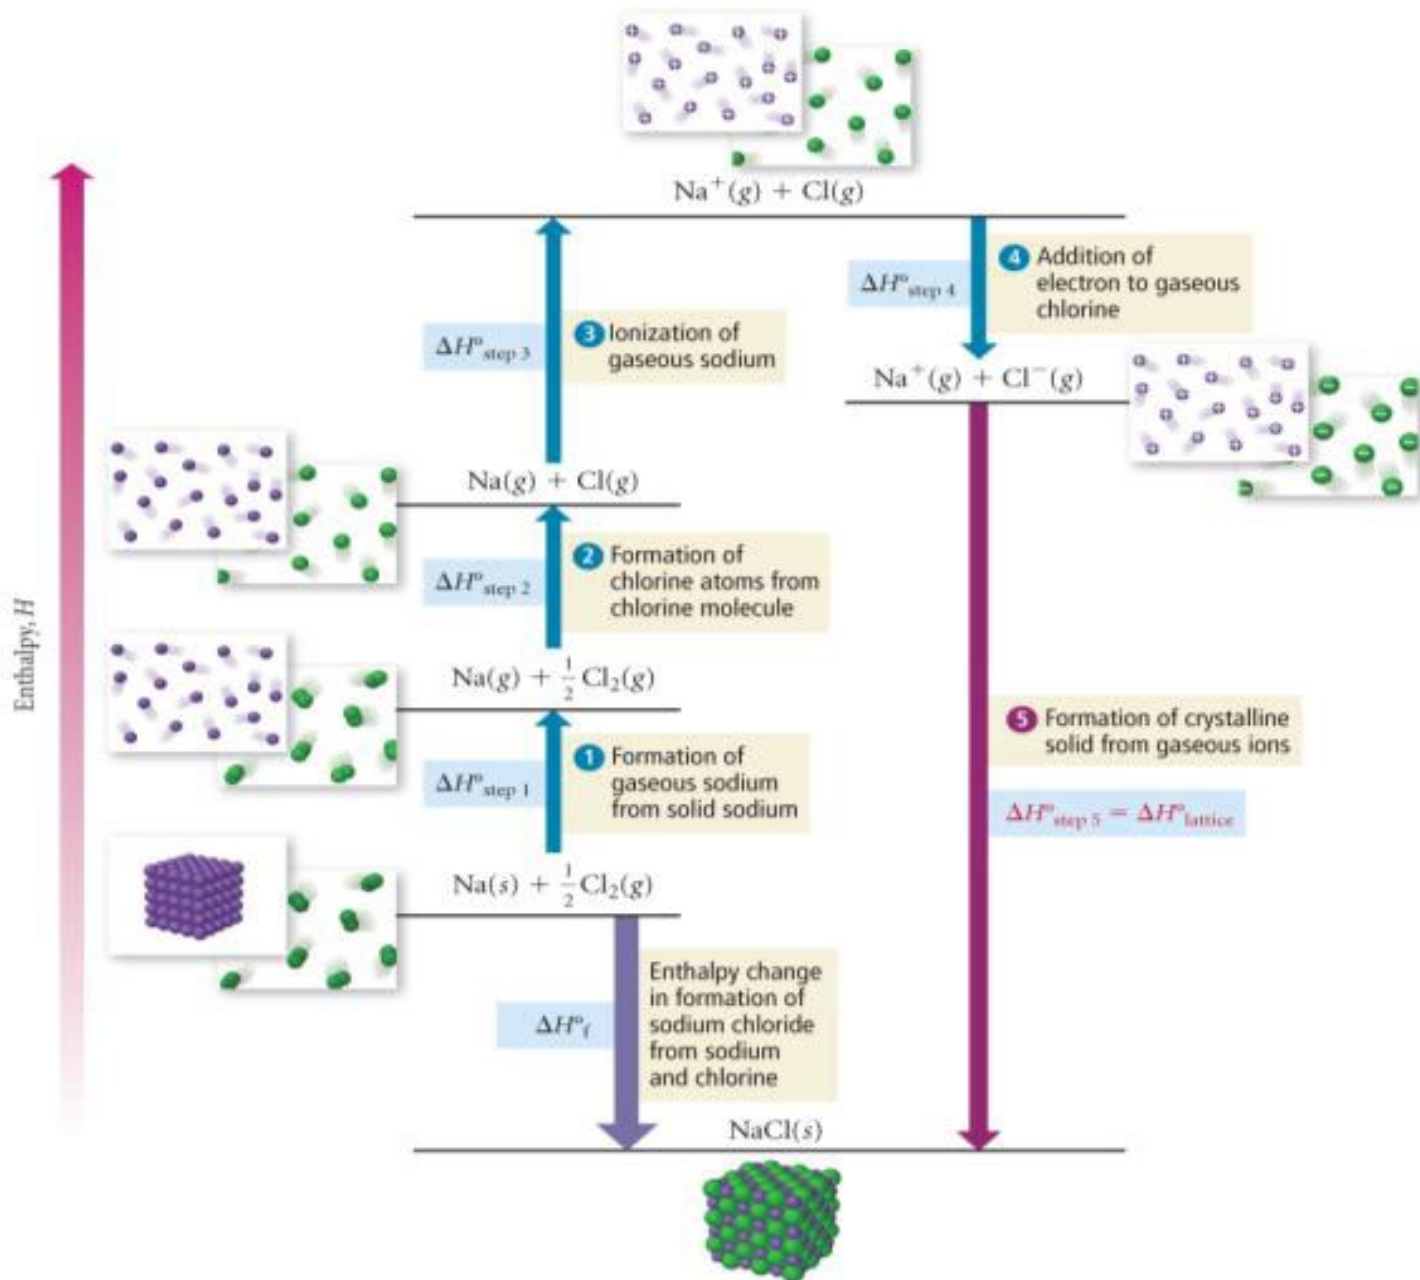 Na⁺(g) + Cl(g)
4 Addition of
electron to gaseous
chlorine
ΔH°step 4
3 Ionization of
gaseous sodium
ΔH°step 3
Na⁺(g) + Cl⁻(g)
Na(g) + Cl(g)
2 Formation of
chlorine atoms from
chlorine molecule
ΔH°step 2
Enthalpy, H
Na(g) + 1/2 Cl₂(g)
5 Formation of crystalline
solid from gaseous ions
1 Formation of
gaseous sodium
from solid sodium
ΔH°step 1
ΔH°step 5 = ΔH°lattice
Na(s) + 1/2 Cl₂(g)
Enthalpy change
in formation of
sodium chloride
from sodium
and chlorine
ΔH°f
NaCl(s)